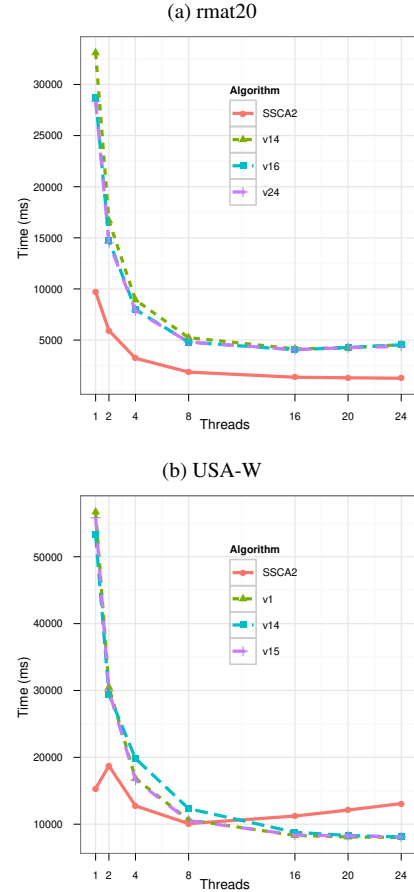 (a) rmat20
Time (ms)
30000
25000
20000
15000
10000
5000
Algorithm
SSCA2
v14
v16
v24
1 2 4 8 16 20 24
Threads
(b) USA-W
Time (ms)
50000
40000
30000
20000
10000
Algorithm
SSCA2
v1
v14
v15
1 2 4 8 16 20 24
Threads